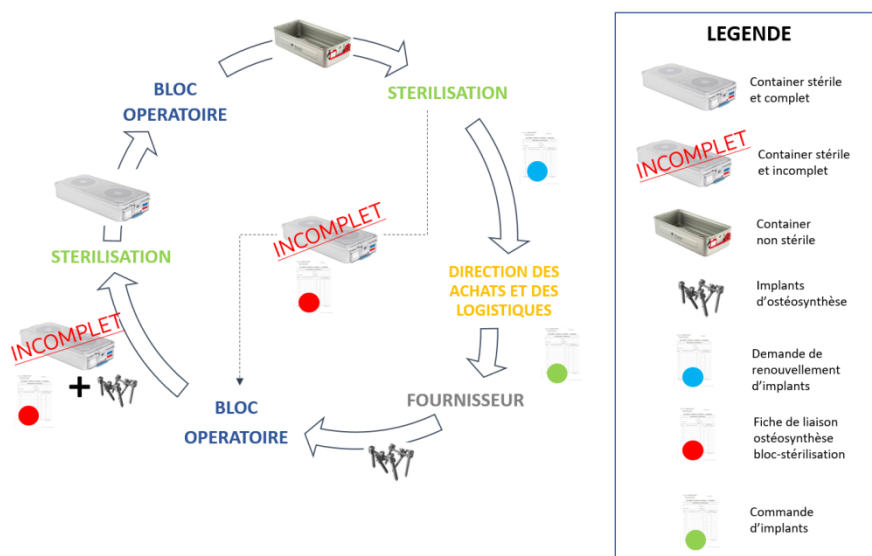 BLOC
OPERATOIRE
STERILISATION
STERILISATION
INCOMPLET
DIRECTION DES
ACHATS ET DES
LOGISTIQUES
INCOMPLET
+
FOURNISSEUR
BLOC
OPERATOIRE
LEGENDE
Container stérile
et complet
INCOMPLET
Container stérile
et incomplet
Container
non stérile
Implants
d'ostéosynthèse
Demande de
renouvellement
d'implants
Fiche de liaison
ostéosynthèse
bloc-stérilisation
Commande
d'implants